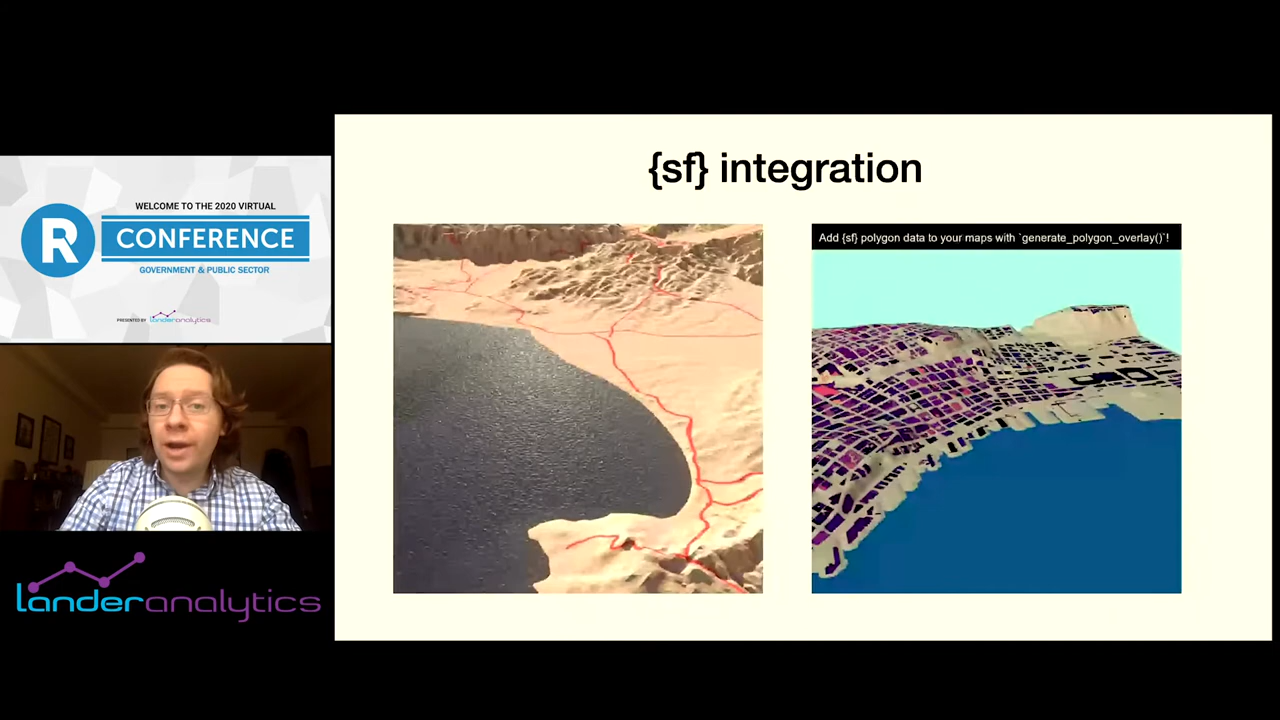 WELCOME TO THE 2020 VIRTUAL
R
CONFERENCE
GOVERNMENT & PUBLIC SECTOR
PRESENTED BY landeranalytics
landeranalytics
{sf} integration
Add {sf} polygon data to your maps with `generate_polygon_overlay()`!